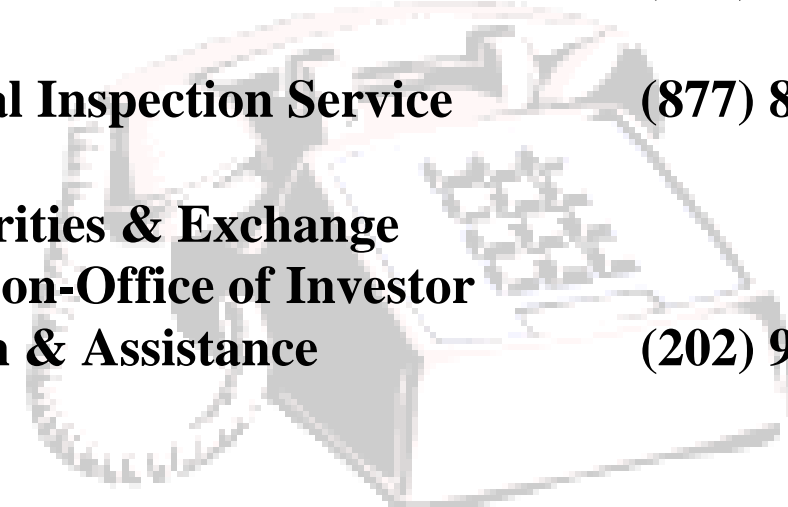 al Inspection Service (877) 8
rities & Exchange
on-Office of Investor
n & Assistance (202) 9